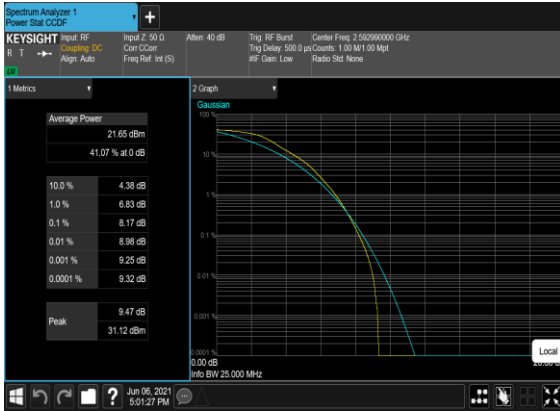 Spectrum Analyzer 1
Power Stat CCDF
+
KEYSIGHT
R T
Input: RF
Coupling: DC
Align: Auto
Input Z: 50 Ω
Corr CCorr
Freq Ref: Int (S)
Atten: 40 dB
Trig: RF Burst
Trig Delay: 500.0 µs
#IF Gain: Low
Center Freq: 2.592990000 GHz
Counts: 1.00 M/1.00 Mpt
Radio Std: None
1 Metrics
Average Power
21.65 dBm
41.07 % at 0 dB
10.0 % 4.38 dB
1.0 % 6.83 dB
0.1 % 8.17 dB
0.01 % 8.98 dB
0.001 % 9.25 dB
0.0001 % 9.32 dB
Peak
9.47 dB
31.12 dBm
2 Graph
Gaussian
100 %
10 %
1 %
0.1 %
0.01 %
0.001 %
0.0001 %
0.00 dB
Info BW 25.000 MHz
Local
?
Jun 06, 2021
5:01:27 PM